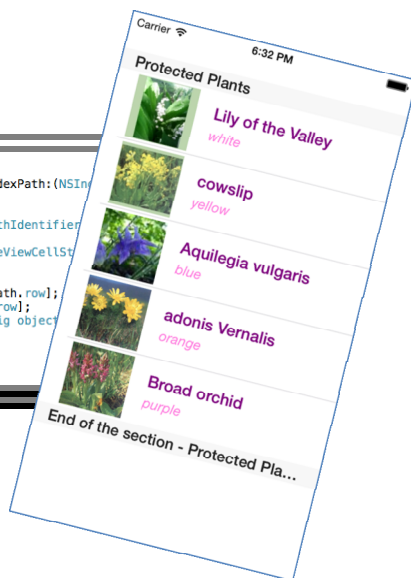 Carrier
6:32 PM
Protected Plants
Lily of the Valley
white
cowslip
yellow
Aquilegia vulgaris
blue
adonis Vernalis
orange
Broad orchid
purple
End of the section - Protected Pla...
dexPath:(NSInd
thIdentifier
eViewCellSt
ath.row];
row];
ig object